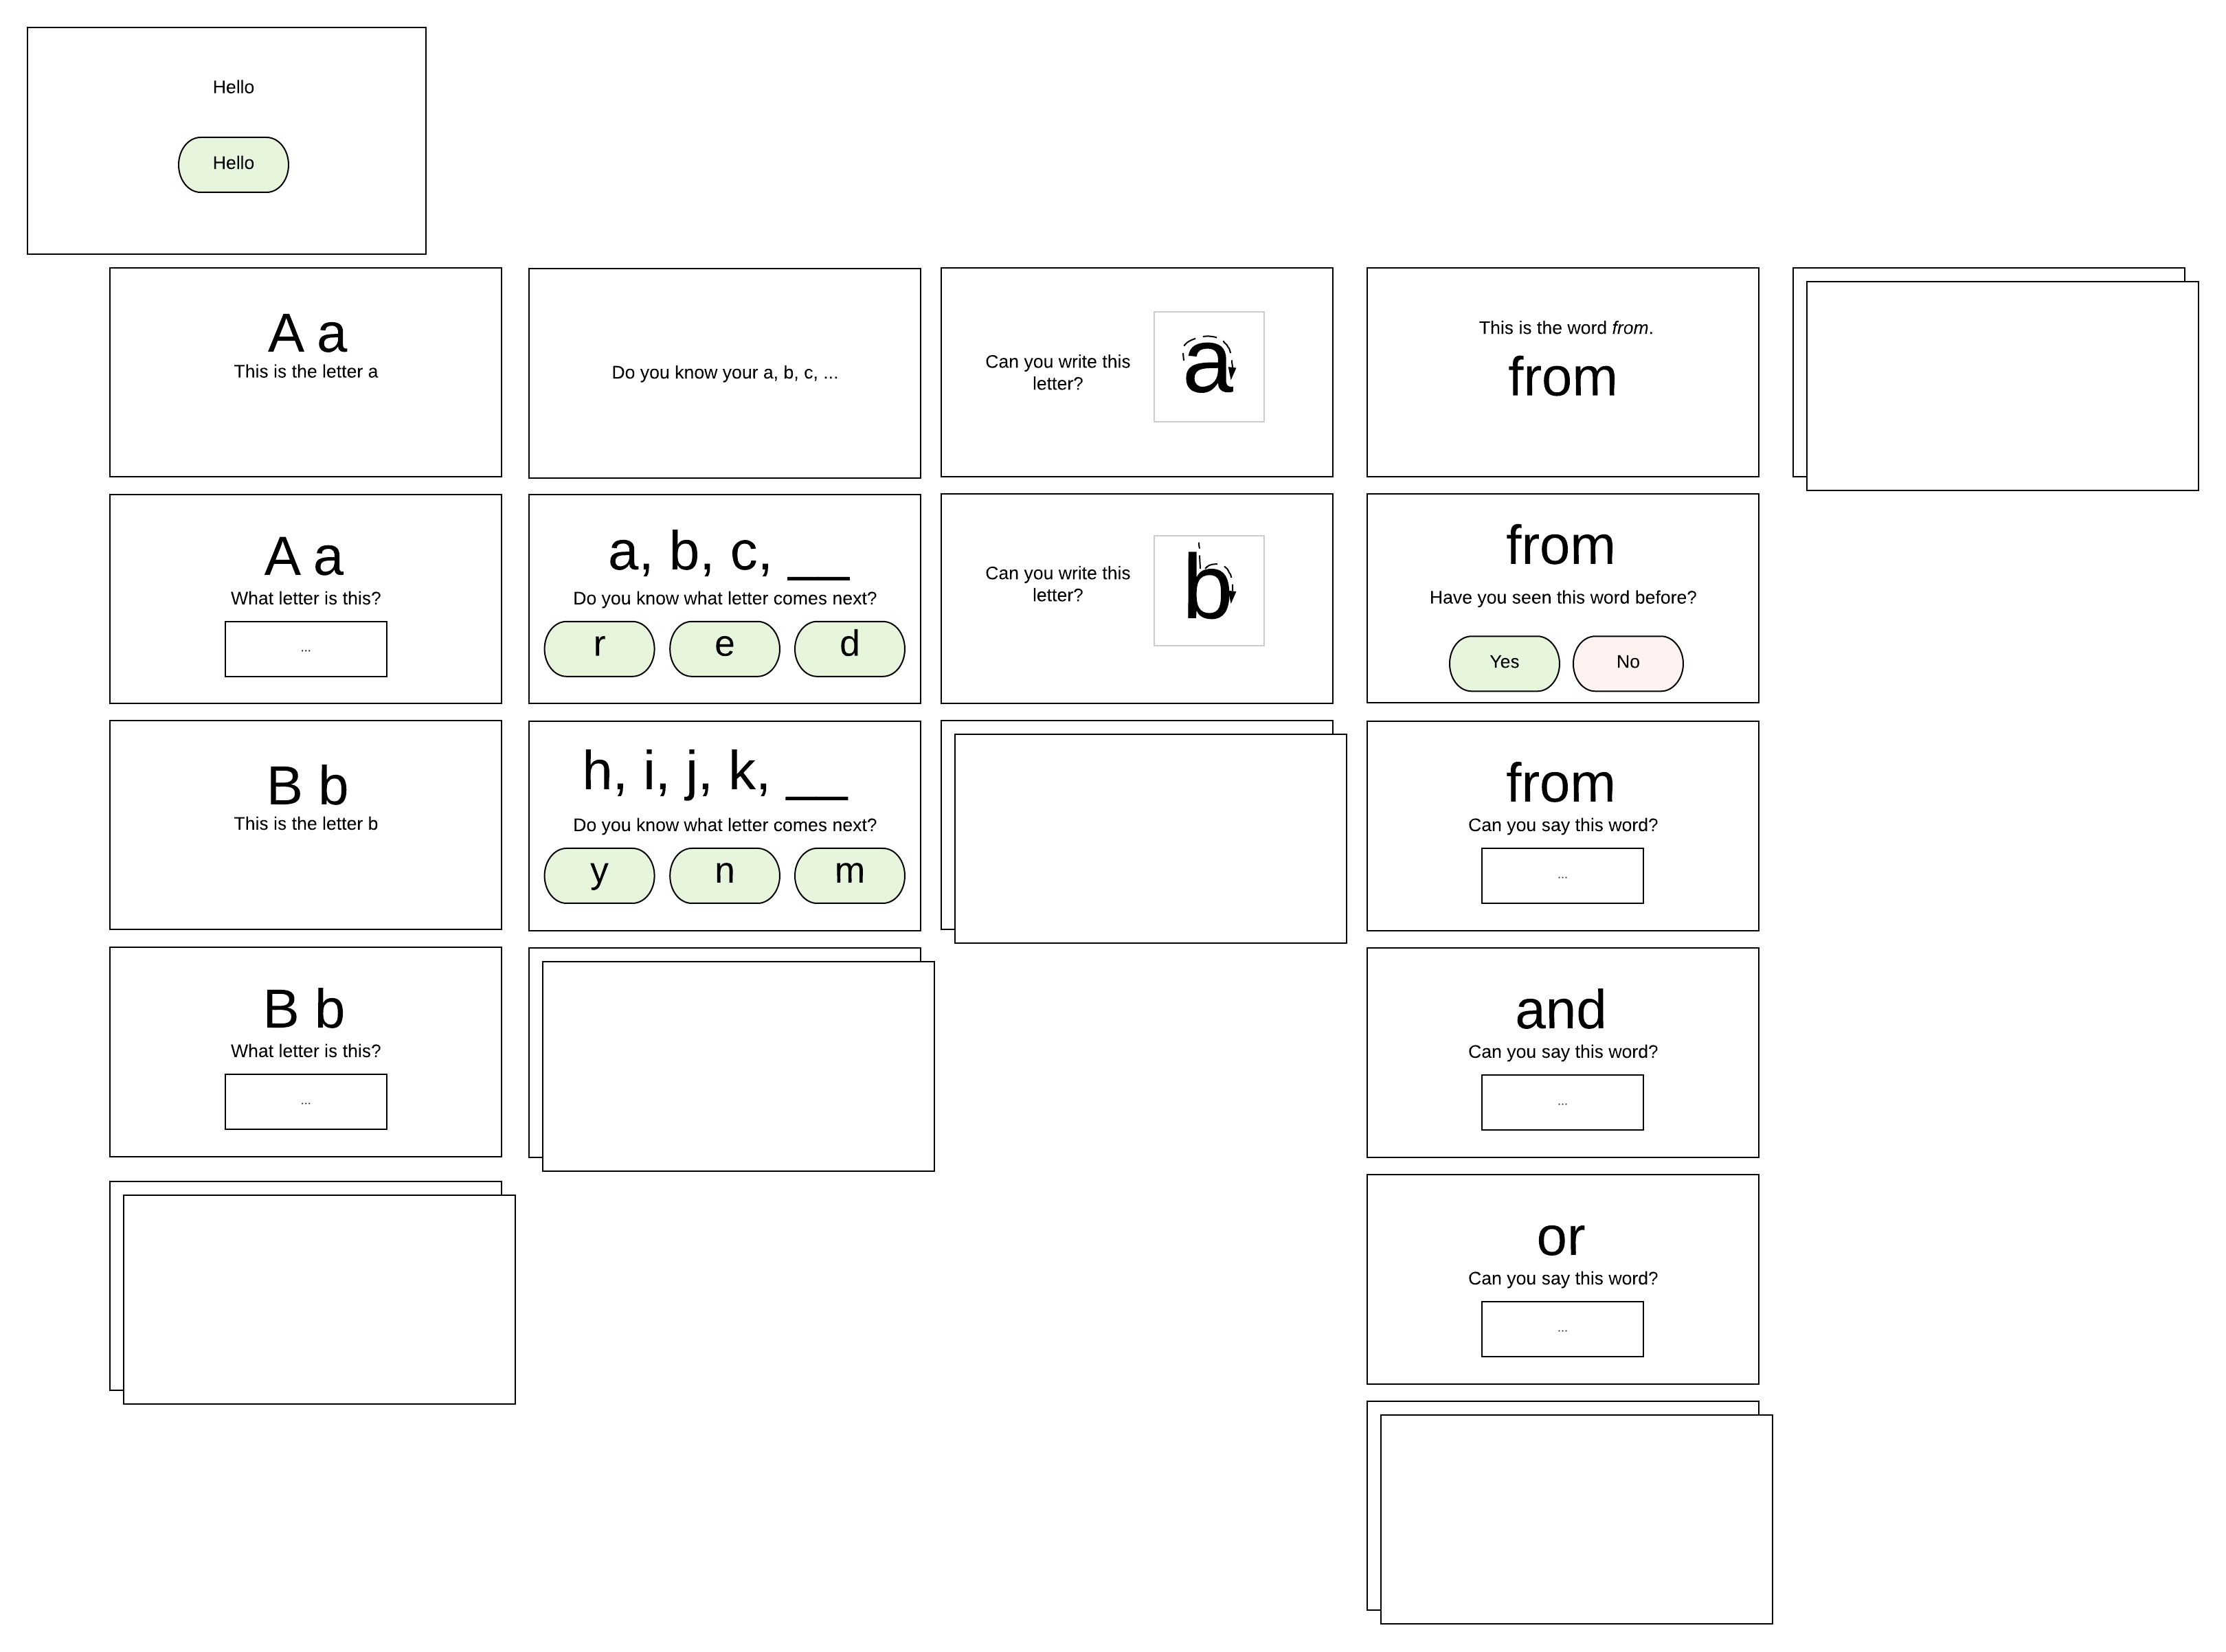 Hello
Hello
A a
This is the letter a
A a
What letter is this?
...
B b
This is the letter b
B b
What letter is this?
...
Do you know your a, b, c, ...
a, b, c, __
Do you know what letter comes next?
r e d
h, i, j, k, __
Do you know what letter comes next?
y n m
Can you write this
letter?
a
Can you write this
letter?
b
This is the word from.
from
from
Have you seen this word before?
Yes No
from
Can you say this word?
...
and
Can you say this word?
...
or
Can you say this word?
...